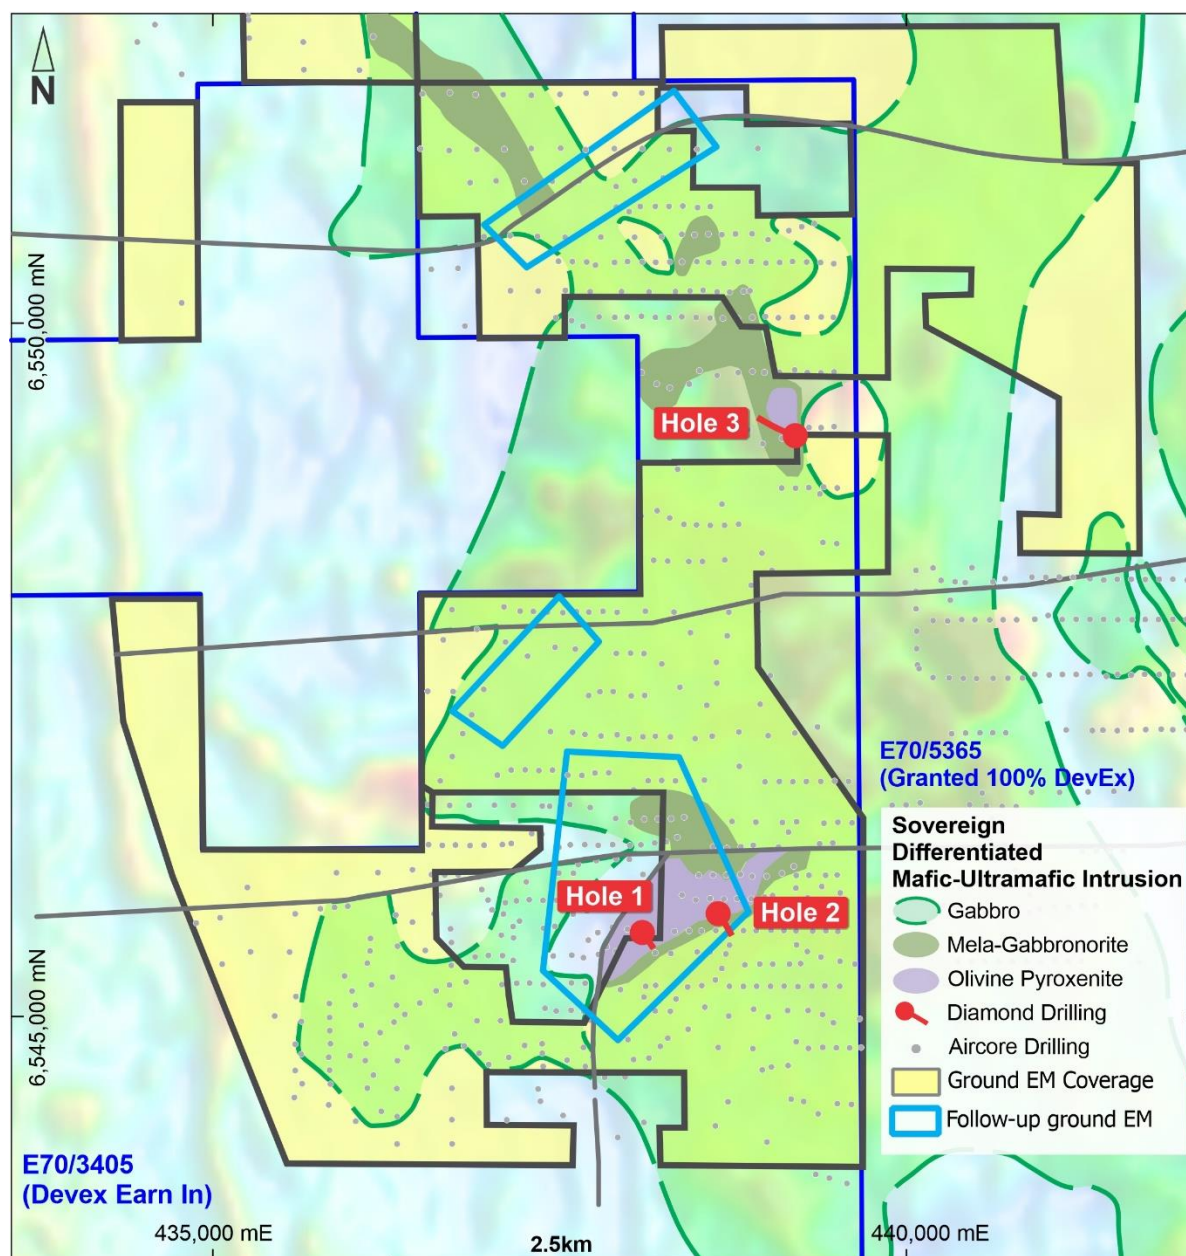 N
6,550,000 mN
Hole 3
E70/5365
(Granted 100% DevEx)
Sovereign
Differentiated
Mafic-Ultramafic Intrusion
Gabbro
Mela-Gabbronorite
Olivine Pyroxenite
Diamond Drilling
Aircore Drilling
Ground EM Coverage
Follow-up ground EM
Hole 1
Hole 2
6,545,000 mN
E70/3405
(Devex Earn In)
435,000 mE
2.5km
440,000 mE